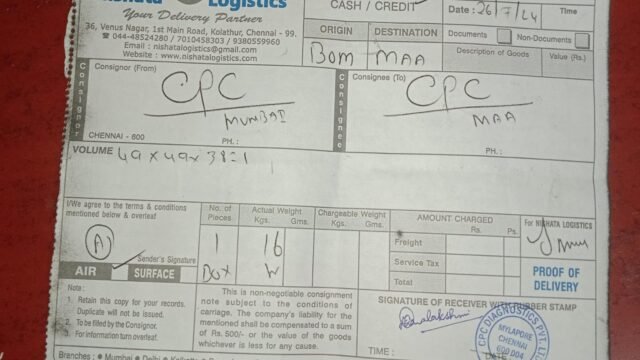 Logistics
Your Delivery Partner
36, Venus Nagar, 1st Main Road, Kolathur, Chennai - 99.
☎ 044-48524280 / 7010458303 / 9380559960
Email : nishatalogistics@gmail.com
Website : www.nishatalogistics.com
CASH / CREDIT
Date : 26/7/24 Time
ORIGIN DESTINATION
Bom MAA
Documents Non-Documents
Description of Goods Value (Rs.)
Consignor
Consignor (From)
CPC
MUMBAI
CHENNAI - 600 PH. :
Consignee
Consignee (To)
CPC
MAA
PH. :
VOLUME 49 x 49 x 38 = 1
I/We agree to the terms & conditions
mentioned below & overleaf
A
Sender's Signature
AIR SURFACE
No. of Pieces
1
Box
Actual Weight
Kgs. Gms.
16
Chargeable Weight
Kgs. Gms.
AMOUNT CHARGED
Rs. Ps.
Freight
Service Tax
Total
For NISHATA LOGISTICS
PROOF OF
DELIVERY
Note :
1. Retain this copy for your records.
Duplicate will not be issued.
2. To be filled by the Consignor.
3. For information turn overleaf.
This is non-negotiable consignment
note subject to the conditions of
carriage. The company's liability for the
mentioned shall be compensated to a sum
of Rs. 500/- or the value of the goods
whichever is less for any cause.
SIGNATURE OF RECEIVER WITH RUBBER STAMP
CPC DIAGNOSTICS PVT. L
MYLAPORE
CHENNAI
600 004
TIME : DATE
Branches : Mumbai